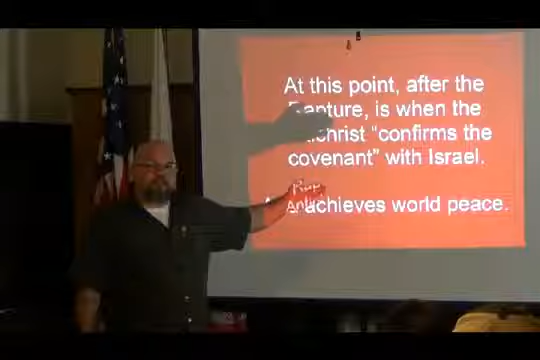 At this point, after the
Rapture, is when the
"confirms the
covenant" with Israel.
achieves world peace.